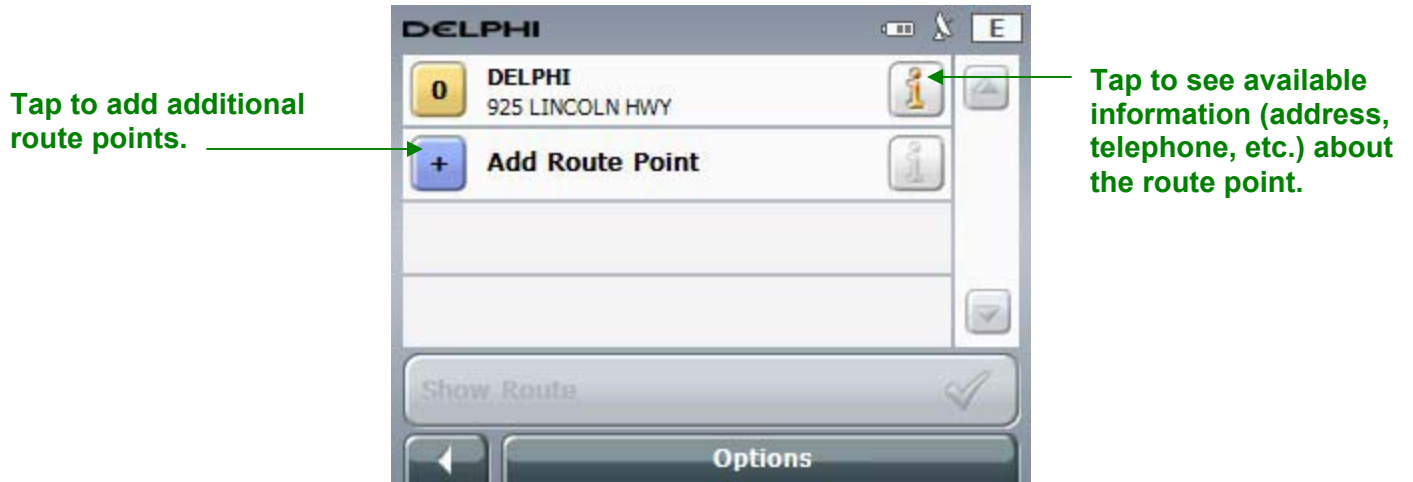 DELPHI
E
0
DELPHI
925 LINCOLN HWY
i
+
Add Route Point
i
Show Route
Options
Tap to add additional
route points.
Tap to see available
information (address,
telephone, etc.) about
the route point.